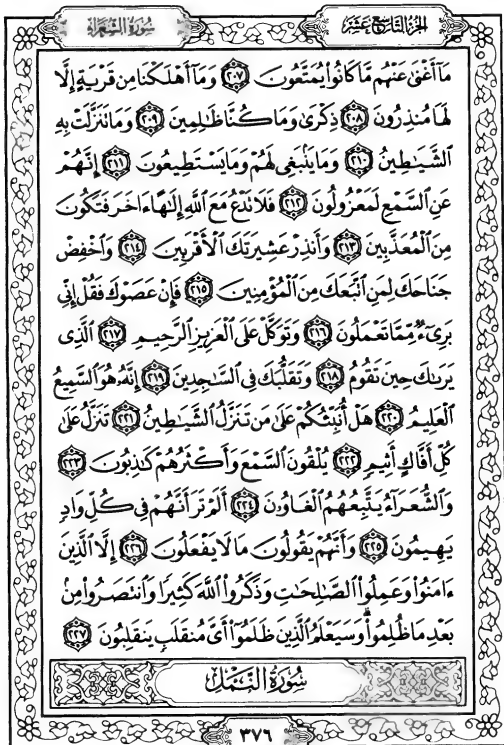 الجزء التاسع عشر
سورة الشعراء
مَآ أَغْنَىٰ عَنْهُم مَّا كَانُوا۟ يُمَتَّعُونَ ﴿٢٠٧﴾ وَمَآ أَهْلَكْنَا مِن قَرْيَةٍ إِلَّا
لَهَا مُنذِرُونَ ﴿٢٠٨﴾ ذِكْرَىٰ وَمَا كُنَّا ظَـٰلِمِينَ ﴿٢٠٩﴾ وَمَا تَنَزَّلَتْ بِهِ
ٱلشَّيَـٰطِينُ ﴿٢١٠﴾ وَمَا يَنۢبَغِى لَهُمْ وَمَا يَسْتَطِيعُونَ ﴿٢١١﴾ إِنَّهُمْ
عَنِ ٱلسَّمْعِ لَمَعْزُولُونَ ﴿٢١٢﴾ فَلَا تَدْعُ مَعَ ٱللَّهِ إِلَـٰهًا ءَاخَرَ فَتَكُونَ
مِنَ ٱلْمُعَذَّبِينَ ﴿٢١٣﴾ وَأَنذِرْ عَشِيرَتَكَ ٱلْأَقْرَبِينَ ﴿٢١٤﴾ وَٱخْفِضْ
جَنَاحَكَ لِمَنِ ٱتَّبَعَكَ مِنَ ٱلْمُؤْمِنِينَ ﴿٢١٥﴾ فَإِنْ عَصَوْكَ فَقُلْ إِنِّى
بَرِىٓءٌ مِّمَّا تَعْمَلُونَ ﴿٢١٦﴾ وَتَوَكَّلْ عَلَى ٱلْعَزِيزِ ٱلرَّحِيمِ ﴿٢١٧﴾ ٱلَّذِى
يَرَىٰكَ حِينَ تَقُومُ ﴿٢١٨﴾ وَتَقَلُّبَكَ فِى ٱلسَّـٰجِدِينَ ﴿٢١٩﴾ إِنَّهُۥ هُوَ ٱلسَّمِيعُ
ٱلْعَلِيمُ ﴿٢٢٠﴾ هَلْ أُنَبِّئُكُمْ عَلَىٰ مَن تَنَزَّلُ ٱلشَّيَـٰطِينُ ﴿٢٢١﴾ تَنَزَّلُ عَلَىٰ
كُلِّ أَفَّاكٍ أَثِيمٍ ﴿٢٢٢﴾ يُلْقُونَ ٱلسَّمْعَ وَأَكْثَرُهُمْ كَـٰذِبُونَ ﴿٢٢٣﴾
وَٱلشُّعَرَآءُ يَتَّبِعُهُمُ ٱلْغَاوُۥنَ ﴿٢٢٤﴾ أَلَمْ تَرَ أَنَّهُمْ فِى كُلِّ وَادٍ
يَهِيمُونَ ﴿٢٢٥﴾ وَأَنَّهُمْ يَقُولُونَ مَا لَا يَفْعَلُونَ ﴿٢٢٦﴾ إِلَّا ٱلَّذِينَ
ءَامَنُوا۟ وَعَمِلُوا۟ ٱلصَّـٰلِحَـٰتِ وَذَكَرُوا۟ ٱللَّهَ كَثِيرًا وَٱنتَصَرُوا۟ مِنۢ
بَعْدِ مَا ظُلِمُوا۟ ۗ وَسَيَعْلَمُ ٱلَّذِينَ ظَلَمُوٓا۟ أَىَّ مُنقَلَبٍ يَنقَلِبُونَ ﴿٢٢٧﴾
سُورَةُ النَّمْلِ
٣٧٦